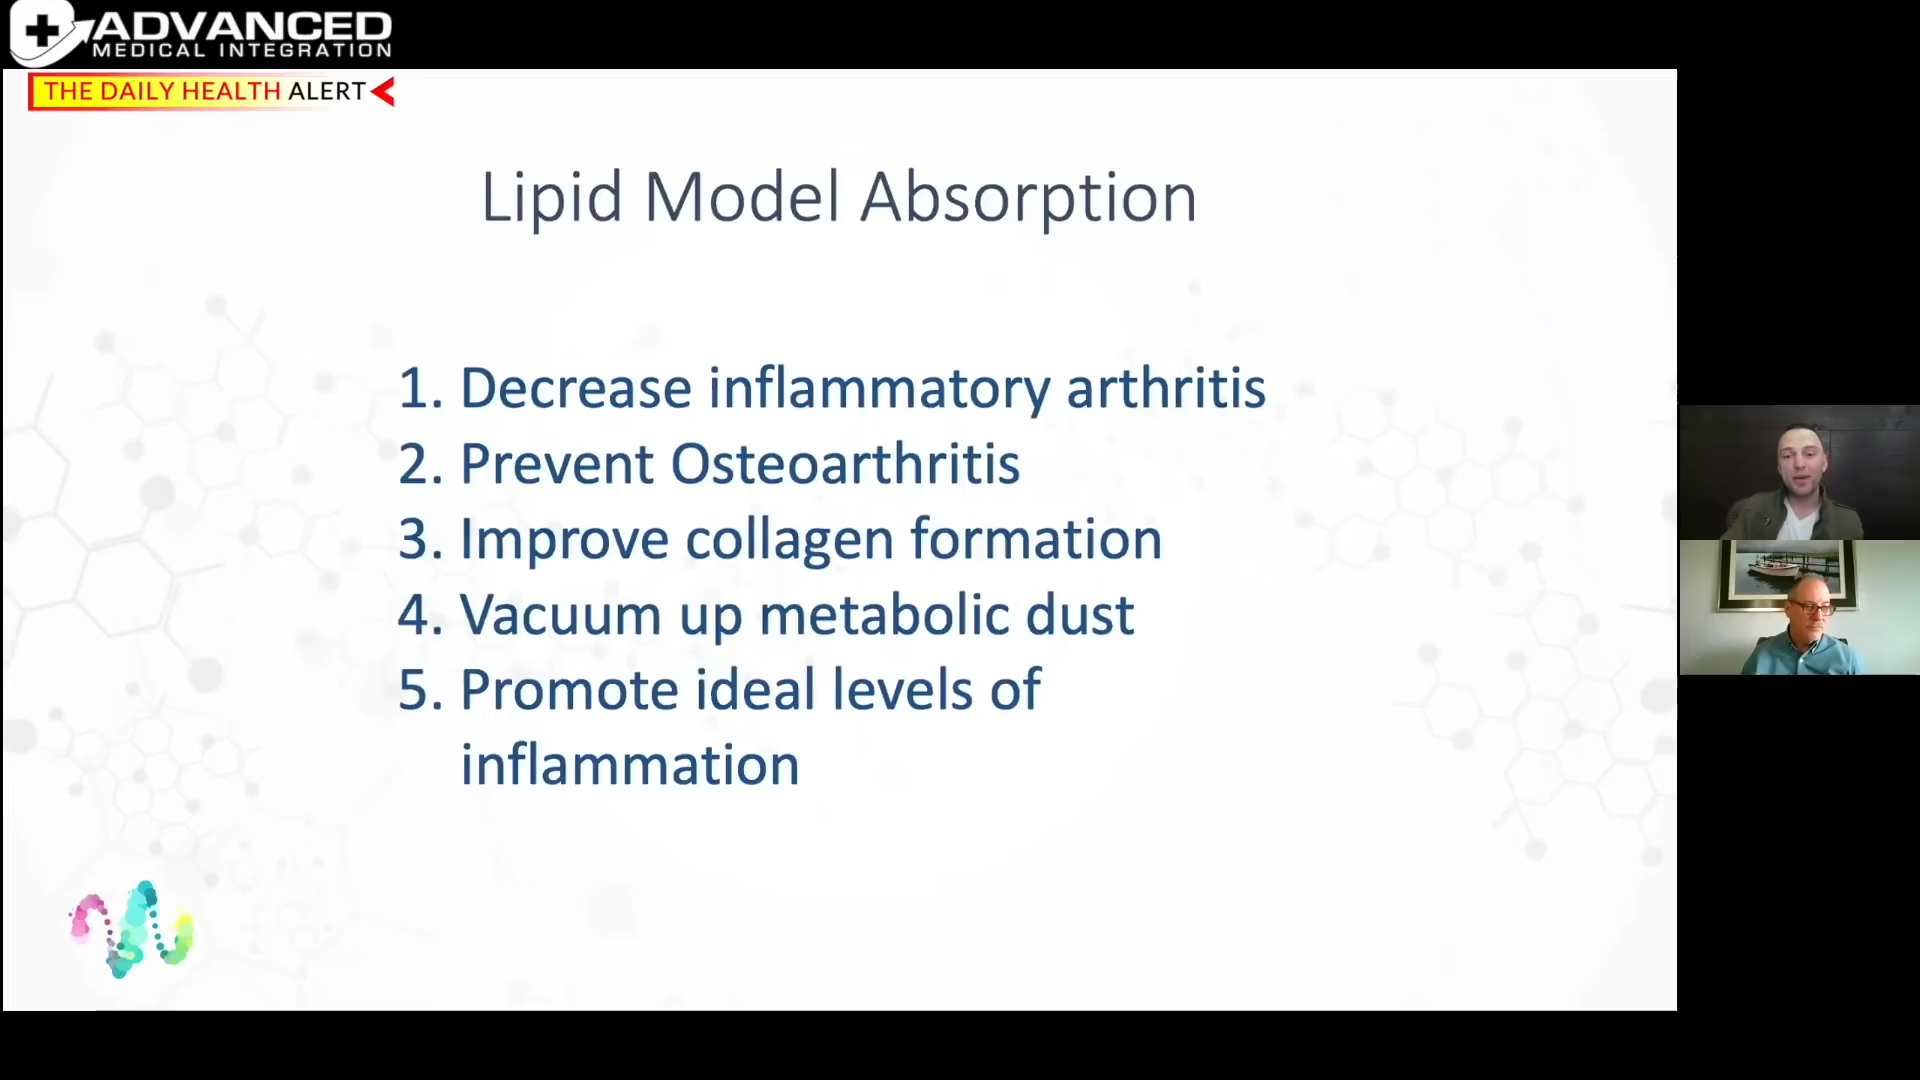 ADVANCED
MEDICAL INTEGRATION
THE DAILY HEALTH ALERT
Lipid Model Absorption
1. Decrease inflammatory arthritis
2. Prevent Osteoarthritis
3. Improve collagen formation
4. Vacuum up metabolic dust
5. Promote ideal levels of
inflammation